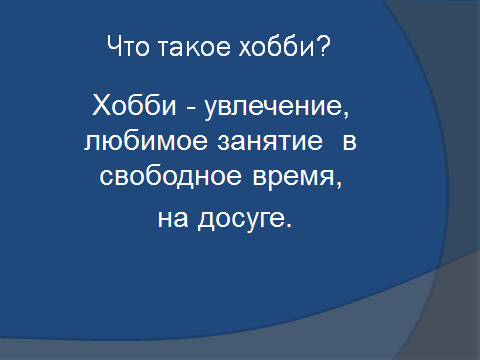 Что такое хобби?
Хобби - увлечение,
любимое занятие  в
свободное время,
на досуге.